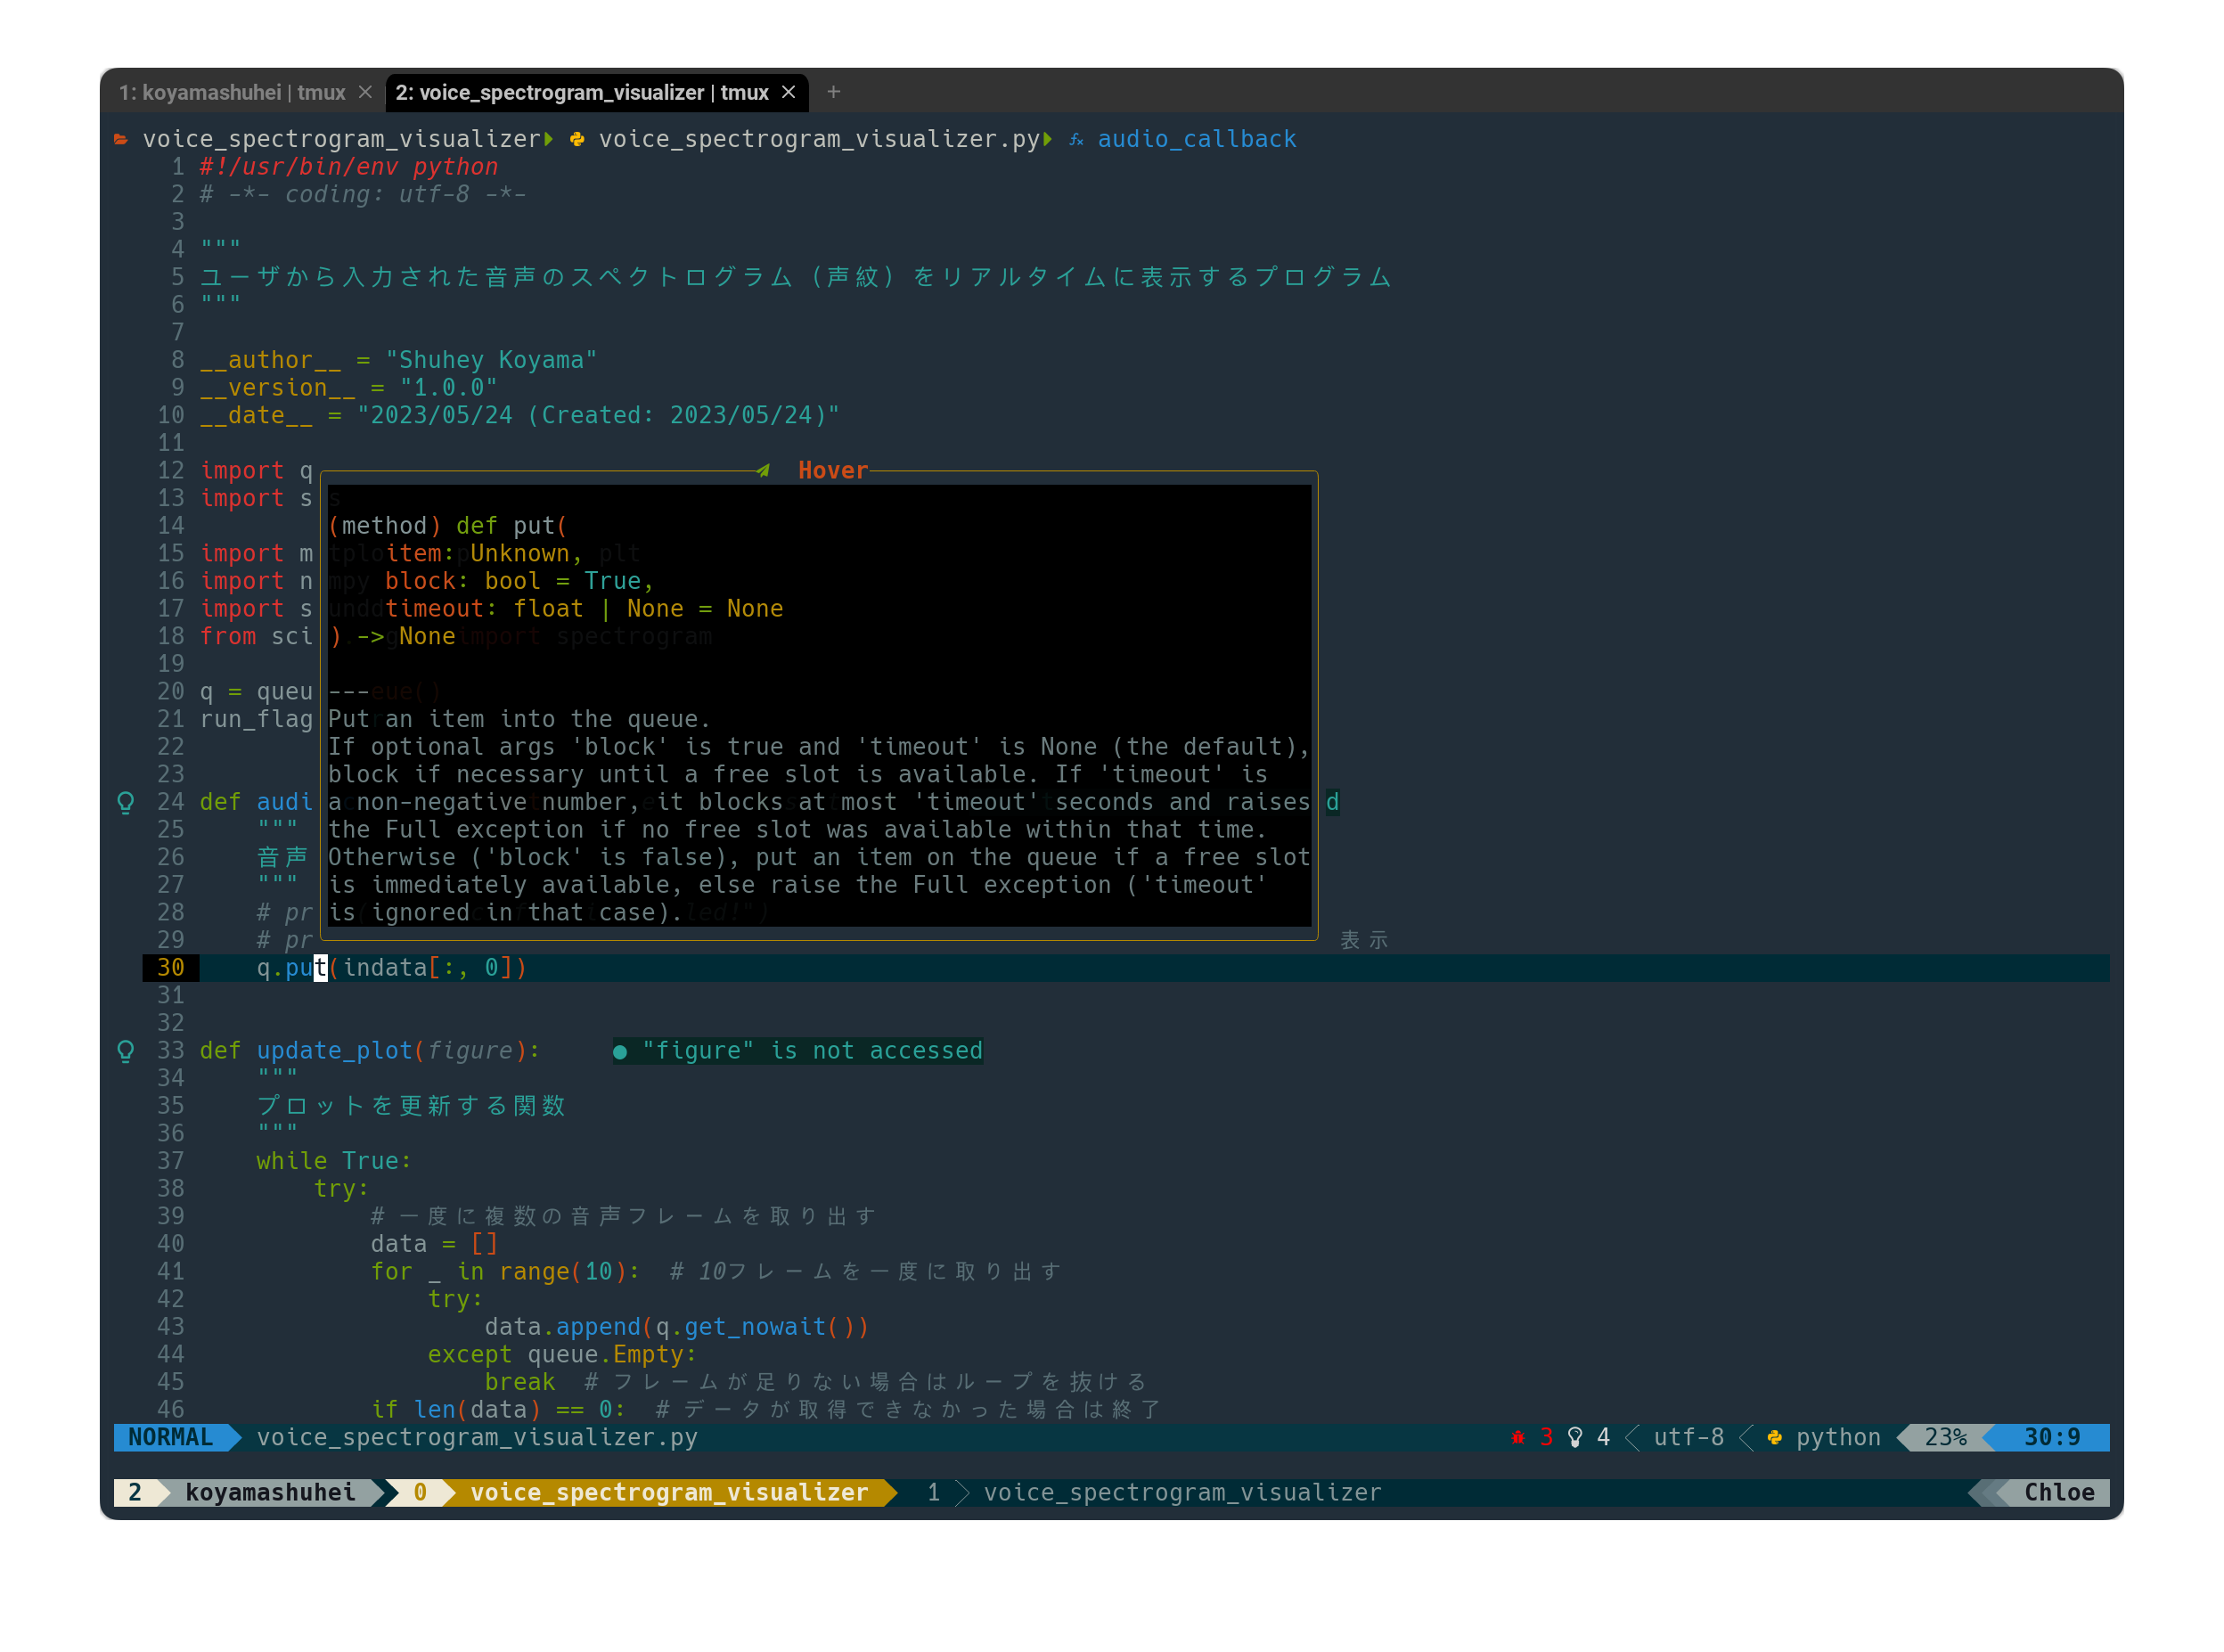 1: koyamashuhei | tmux × 2: voice_spectrogram_visualizer | tmux × +
voice_spectrogram_visualizer voice_spectrogram_visualizer.py audio_callback
1 #!/usr/bin/env python
2 # -*- coding: utf-8 -*-
3
4 """
5 ユーザから入力された音声のスペクトログラム（声紋）をリアルタイムに表示するプログラム
6 """
7
8 __author__ = "Shuhey Koyama"
9 __version__ = "1.0.0"
10 __date__ = "2023/05/24 (Created: 2023/05/24)"
11
12 import q
Hover
13 import s
14
15 import m
16 import n
17 import s
18 from sci
19
20 q = queu
21 run_flag
22
23
24 def audi
25 """
26 音声
27 """
28 # pr
29 # pr
(method) def put(
item: Unknown,
block: bool = True,
timeout: float | None = None
) -> None
---
Put an item into the queue.
If optional args 'block' is true and 'timeout' is None (the default),
block if necessary until a free slot is available. If 'timeout' is
a non-negative number, it blocks at most 'timeout' seconds and raises
the Full exception if no free slot was available within that time.
Otherwise ('block' is false), put an item on the queue if a free slot
is immediately available, else raise the Full exception ('timeout'
is ignored in that case).
d
表示
30 q.put(indata[:, 0])
31
32
33 def update_plot(figure): ● "figure" is not accessed
34 """
35 プロットを更新する関数
36 """
37 while True:
38 try:
39 # 一度に複数の音声フレームを取り出す
40 data = []
41 for _ in range(10): # 10フレームを一度に取り出す
42 try:
43 data.append(q.get_nowait())
44 except queue.Empty:
45 break # フレームが足りない場合はループを抜ける
46 if len(data) == 0: # データが取得できなかった場合は終了
NORMAL voice_spectrogram_visualizer.py 3 4 utf-8 python 23% 30:9
2 koyamashuhei 0 voice_spectrogram_visualizer 1 voice_spectrogram_visualizer Chloe